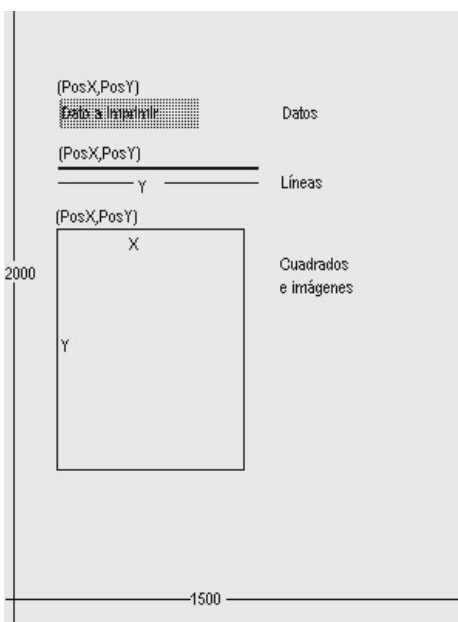 (PosX,PosY)
Dato a Imprimir
Datos
(PosX,PosY)
Y
Líneas
(PosX,PosY)
X
Cuadrados
e imágenes
2000
Y
1500